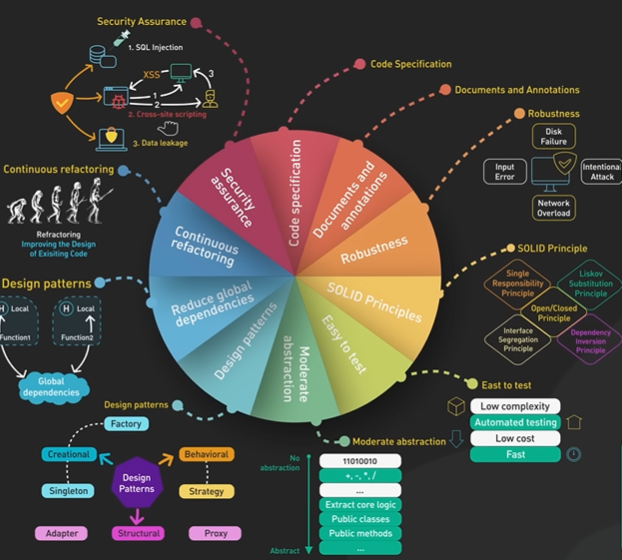 Security Assurance
1. SQL Injection
XSS
3
1
2
2. Cross-site scripting
3. Data leakage
Code Specification
Documents and Annotations
Robustness
Disk
Failure
Input
Error
Intentional
Attack
Network
Overload
Continuous refactoring
Refractoring
Improving the Design
of Exisiting Code
Security
assurance
Code specification
Documents and
annotations
Robustness
SOLID Principles
Easy to test
Moderate
abstraction
Design patterns
Reduce global
dependencies
Continuous
refactoring
SOLID Principle
Single
Responsibility
Principle
Liskov
Substitution
Principle
Open/Closed
Principle
Interface
Segregation
Principle
Dependency
Inversion
Principle
Design patterns
H Local
Function1
H Local
Function2
Global
dependencies
East to test
Low complexity
Automated testing
Low cost
Fast
Design patterns
Factory
Creational
Behavioral
Design
Patterns
Singleton
Strategy
Adapter
Structural
Proxy
Moderate abstraction
No
abstraction
11010010
+, -, *, /
...
Extract core logic
Public classes
Public methods
...
Abstract